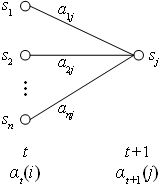 s₁
a₁ⱼ
s₂
a₂ⱼ
sⱼ
⋮
aₙⱼ
sₙ
t t+1
αₜ(i) αₜ₊₁(j)